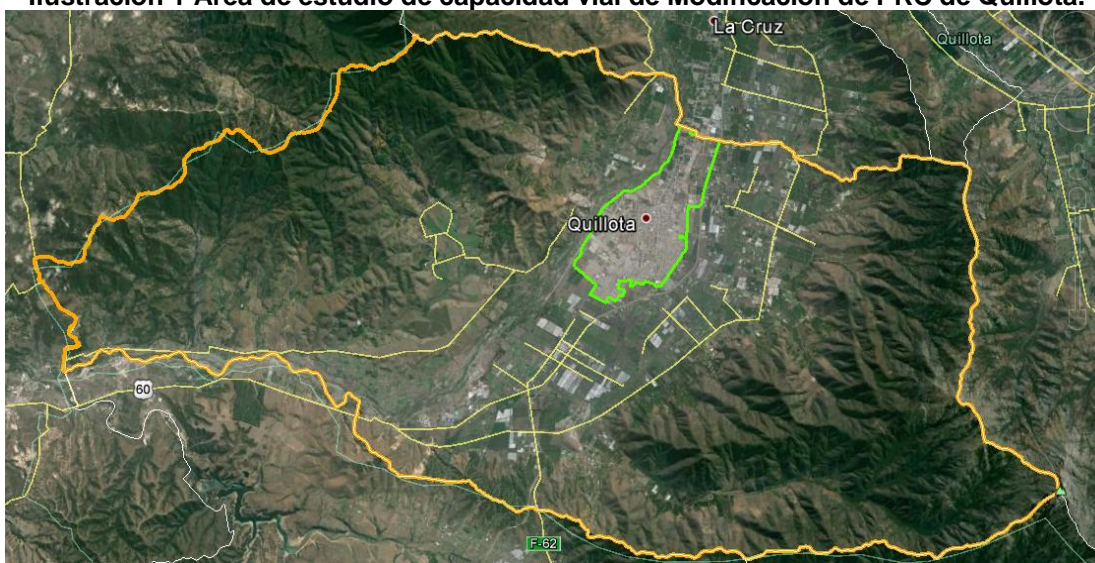 Ilustración 1 Área de estudio de capacidad vial de Modificación de PRC de Quillota.
La Cruz
Quillota
Quillota
60
F-62